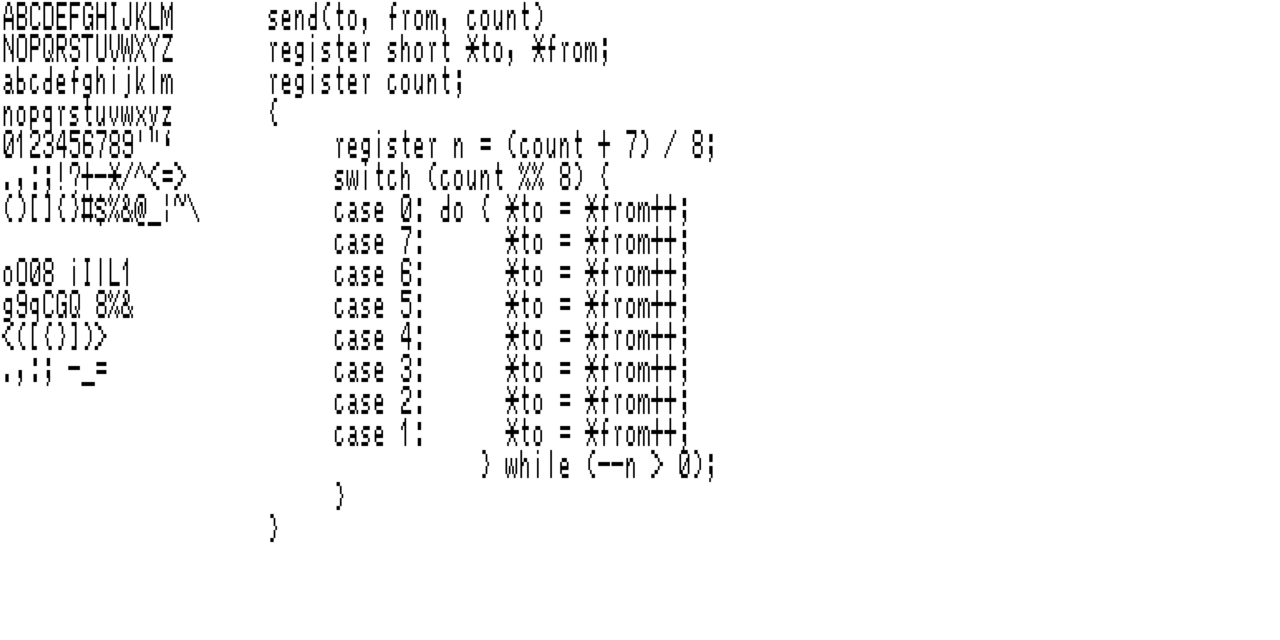 ABCDEFGHIJKLM
NOPQRSTUVWXYZ
abcdefghijklm
nopqrstuvwxyz
0123456789'"‘
.,:;!?+-*/^<=>
()[]{}#$%&@_¦~\
oO08 iIlL1
g9qCGQ 8%&
<([{}])>
.,:; -_=
send(to, from, count)
register short *to, *from;
register count;
{
register n = (count + 7) / 8;
switch (count %% 8) {
case 0: do { *to = *from++;
case 7: *to = *from++;
case 6: *to = *from++;
case 5: *to = *from++;
case 4: *to = *from++;
case 3: *to = *from++;
case 2: *to = *from++;
case 1: *to = *from++;
} while (--n > 0);
}
}